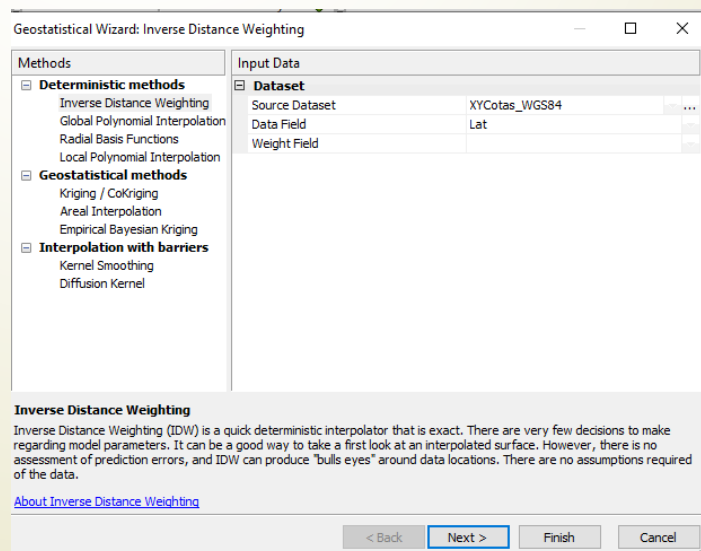 Geostatistical Wizard: Inverse Distance Weighting
Methods
Deterministic methods
Inverse Distance Weighting
Global Polynomial Interpolation
Radial Basis Functions
Local Polynomial Interpolation
Geostatistical methods
Kriging / CoKriging
Areal Interpolation
Empirical Bayesian Kriging
Interpolation with barriers
Kernel Smoothing
Diffusion Kernel
Input Data
Dataset
Source Dataset XYCotas_WGS84 ...
Data Field Lat
Weight Field
Inverse Distance Weighting
Inverse Distance Weighting (IDW) is a quick deterministic interpolator that is exact. There are very few decisions to make
regarding model parameters. It can be a good way to take a first look at an interpolated surface. However, there is no
assessment of prediction errors, and IDW can produce "bulls eyes" around data locations. There are no assumptions required
of the data.
About Inverse Distance Weighting
< Back Next > Finish Cancel